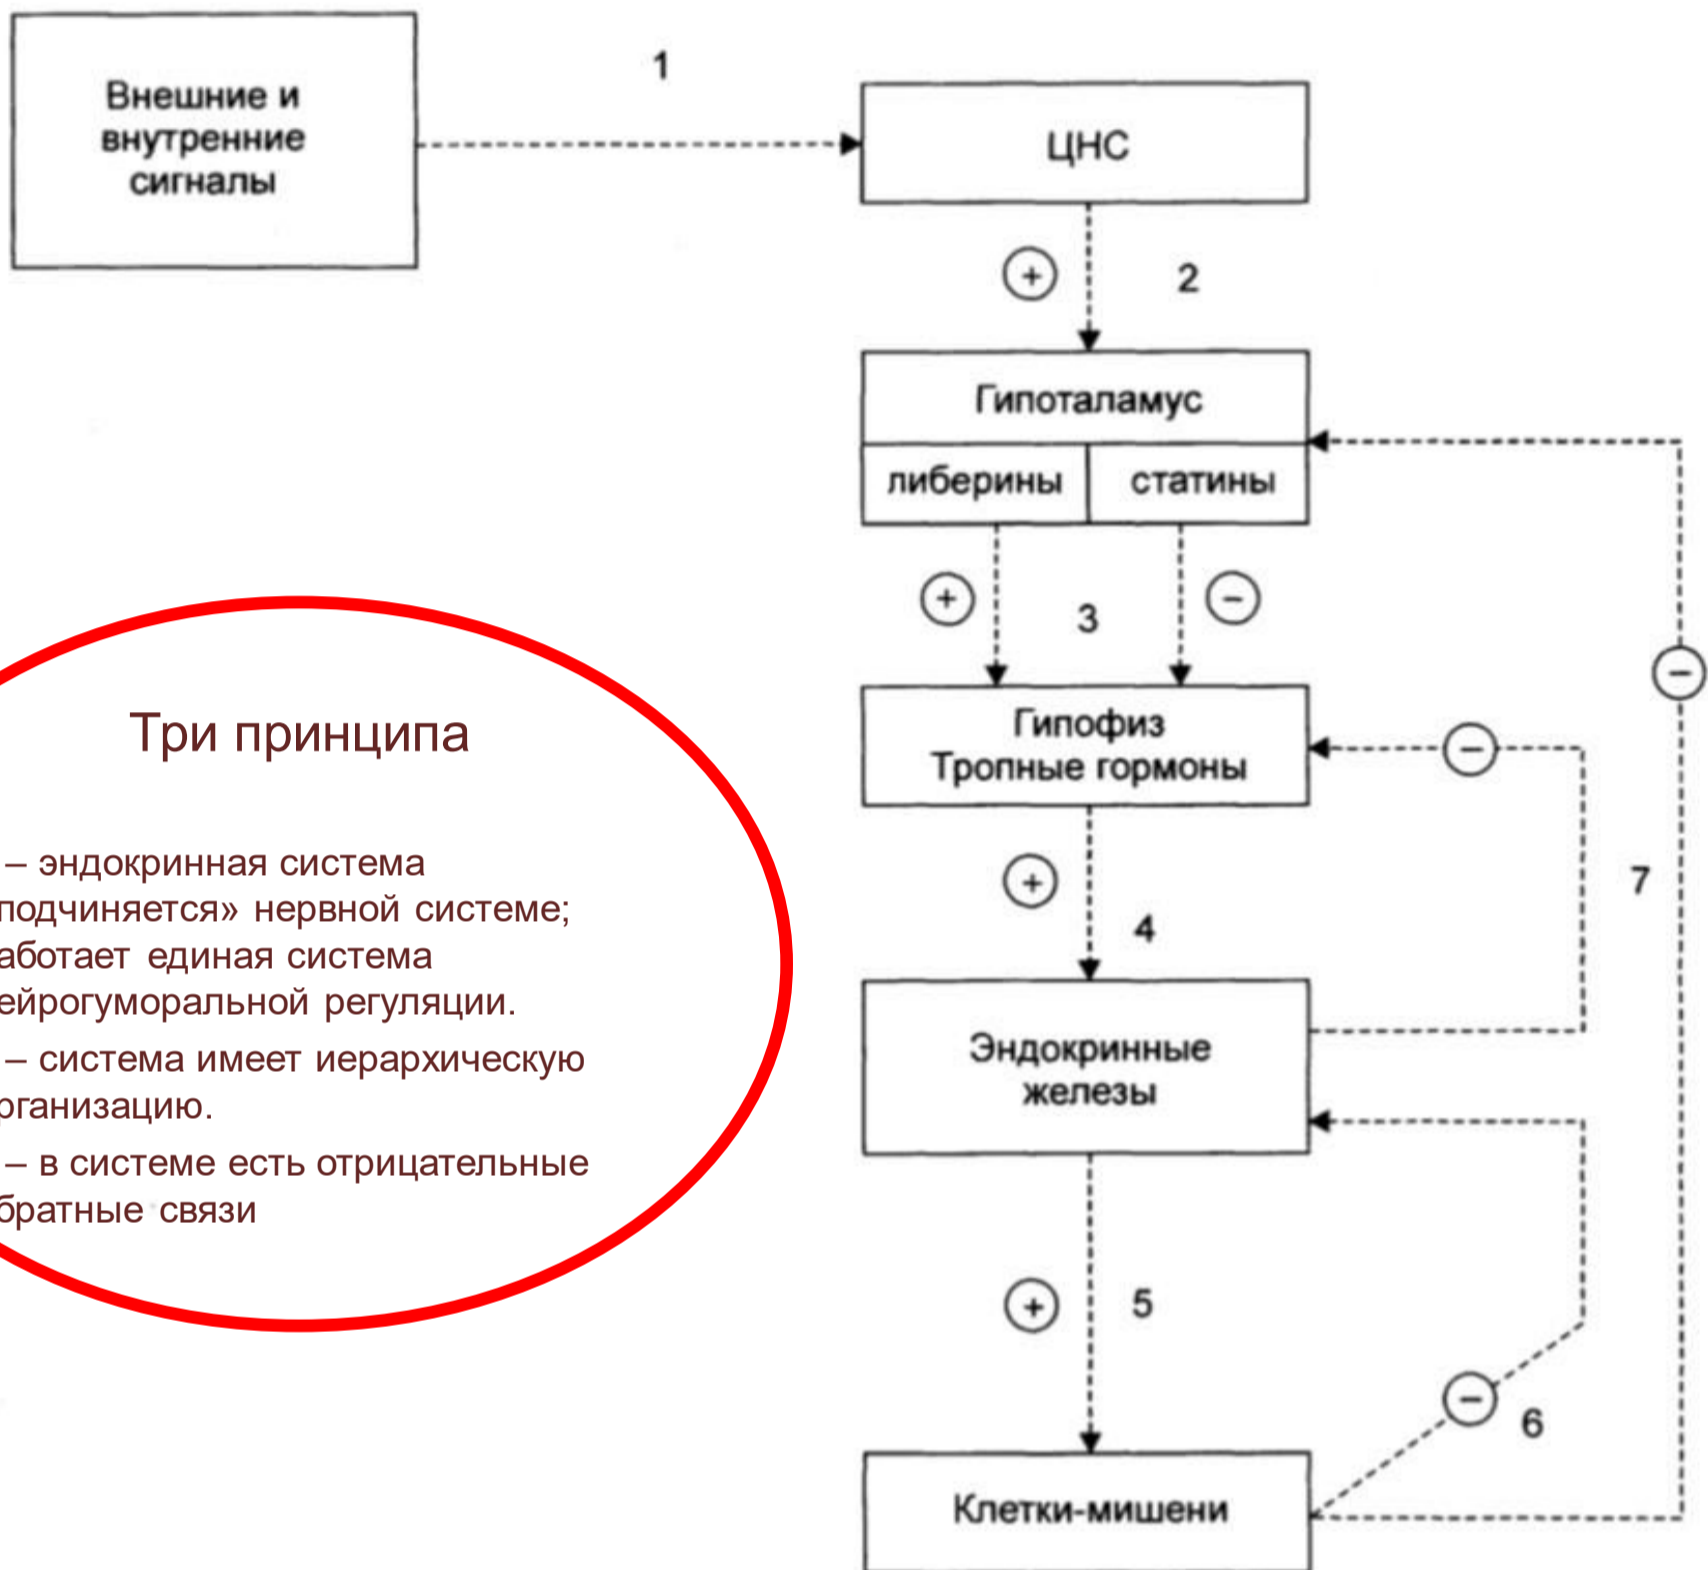 Внешние и
внутренние
сигналы
1
ЦНС
+
2
Гипоталамус
либерины
статины
+
3
−
−
Гипофиз
Тропные гормоны
−
Три принципа
– эндокринная система
подчиняется» нервной системе;
аботает единая система
ейрогуморальной регуляции.
– система имеет иерархическую
рганизацию.
– в системе есть отрицательные
братные связи
+
4
7
Эндокринные
железы
+
5
−
6
Клетки-мишени